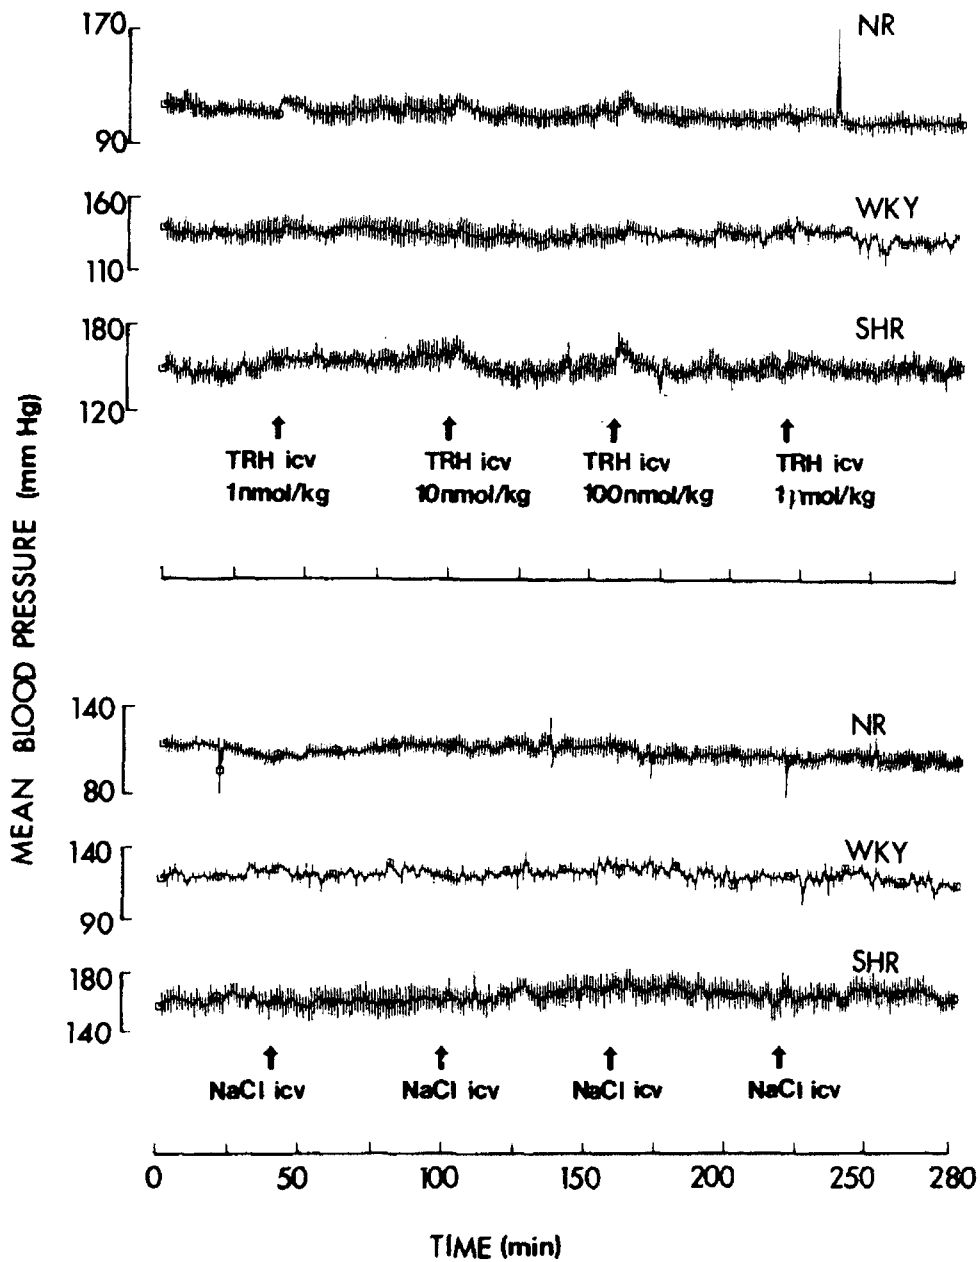 170
NR
90
160
WKY
110
180
SHR
120
TRH icv
1nmol/kg
TRH icv
10nmol/kg
TRH icv
100nmol/kg
TRH icv
1μmol/kg
MEAN BLOOD PRESSURE (mm Hg)
140
NR
80
140
WKY
90
180
SHR
140
NaCl icv
NaCl icv
NaCl icv
NaCl icv
0 50 100 150 200 250 280
TIME (min)